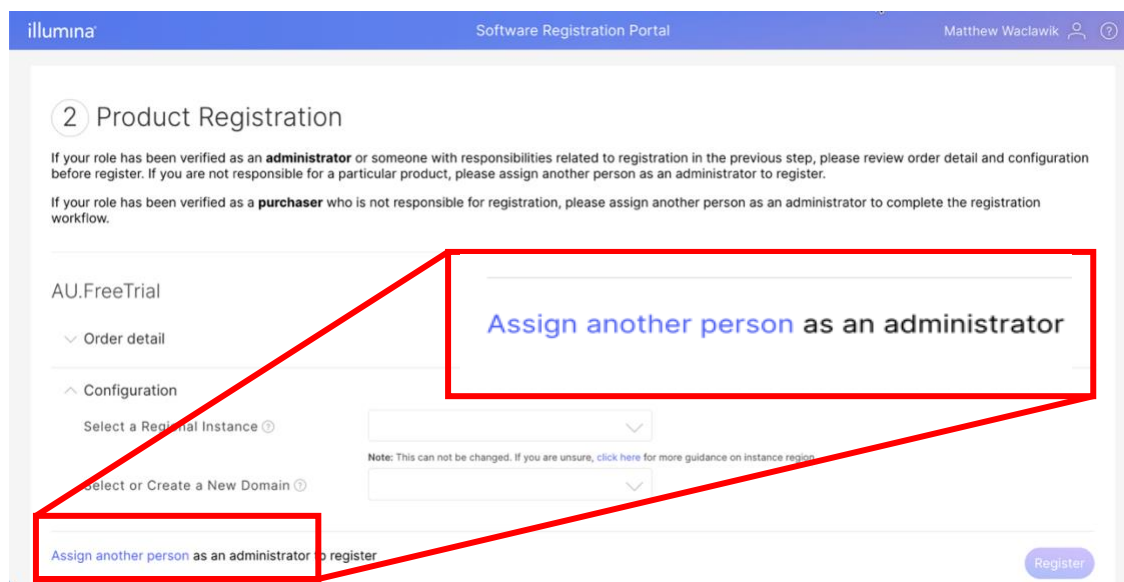 illumina
Software Registration Portal
Matthew Waclawik
2 Product Registration
If your role has been verified as an administrator or someone with responsibilities related to registration in the previous step, please review order detail and configuration
before register. If you are not responsible for a particular product, please assign another person as an administrator to register.
If your role has been verified as a purchaser who is not responsible for registration, please assign another person as an administrator to complete the registration
workflow.
AU.FreeTrial
Assign another person as an administrator
Order detail
Configuration
Select a Regional Instance
Note: This can not be changed. If you are unsure, click here for more guidance on instance region
Select or Create a New Domain
Assign another person as an administrator to register
Register